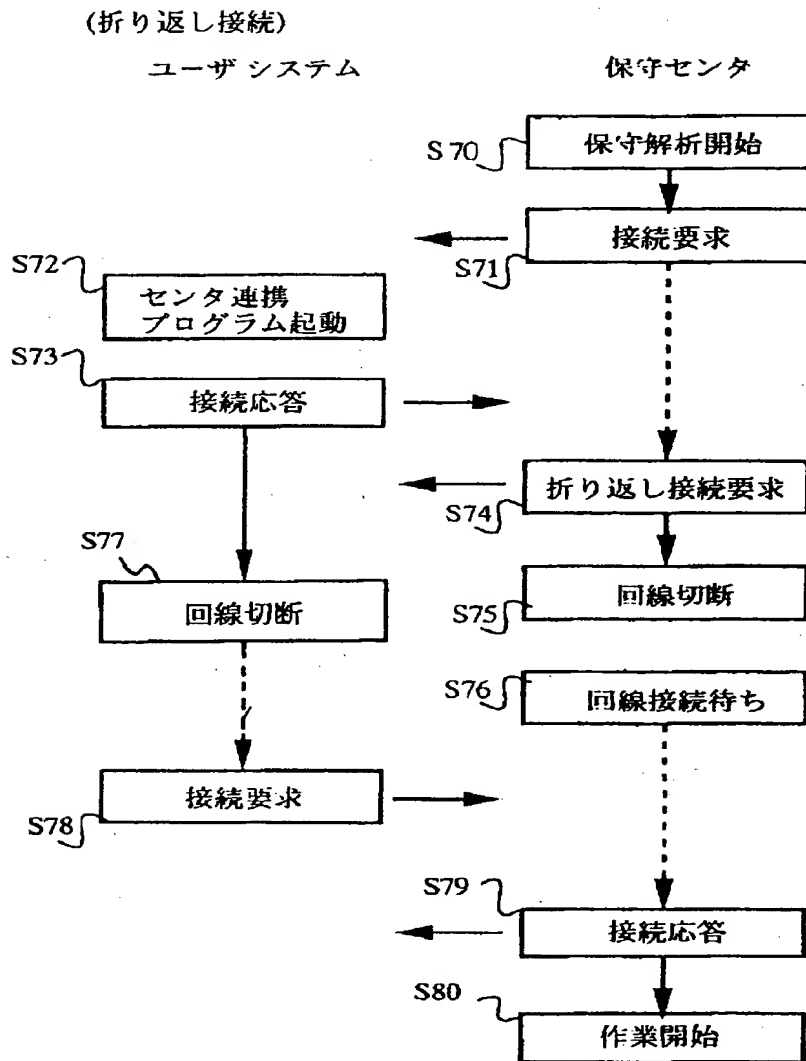 (折り返し接続)
ユーザシステム
保守センタ
S70
保守解析開始
接続要求
S71
S72
センタ連携
プログラム起動
S73
接続応答
折り返し接続要求
S74
S77
回線切断
回線切断
S75
S76
回線接続待ち
接続要求
S78
S79
接続応答
S80
作業開始